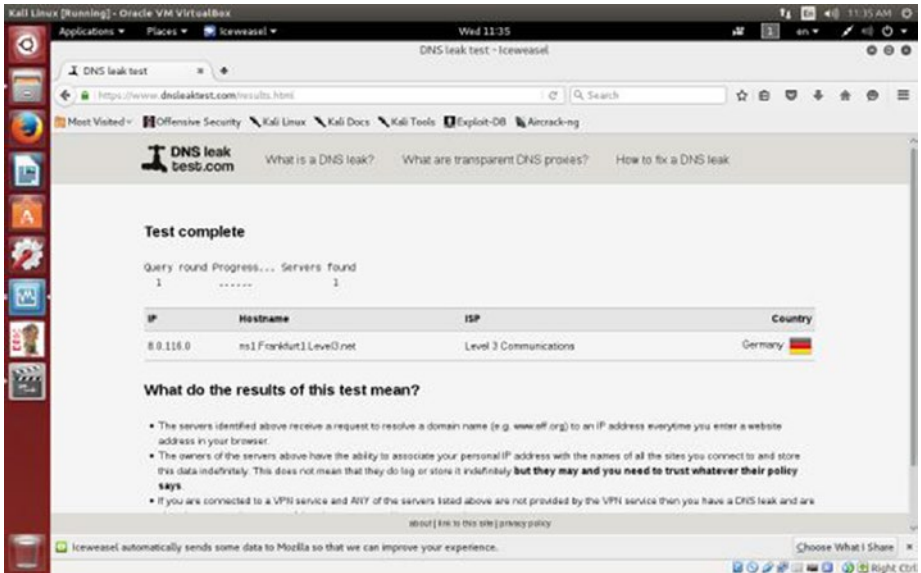 Kali Linux [Running] - Oracle VM VirtualBox
En
11:35 AM
Applications
Places
Iceweasel
Wed 11:35
1
en
DNS leak test - Iceweasel
DNS leak test
https://www.dnsleaktest.com/results.html
Search
Most Visited
Offensive Security
Kali Linux
Kali Docs
Kali Tools
Exploit-DB
Aircrack-ng
DNS leak
test.com
What is a DNS leak?
What are transparent DNS proxies?
How to fix a DNS leak
Test complete
Query round Progress... Servers found
1 ...... 1
IP Hostname ISP Country
8.0.116.0 ns1.Frankfurt1.Level3.net Level 3 Communications Germany
What do the results of this test mean?
The servers identified above receive a request to resolve a domain name (e.g. www.eff.org) to an IP address everytime you enter a website
address in your browser.
The owners of the servers above have the ability to associate your personal IP address with the names of all the sites you connect to and store
this data indefinitely. This does not mean that they do log or store it indefinitely but they may and you need to trust whatever their policy
says.
If you are connected to a VPN service and ANY of the servers listed above are not provided by the VPN service then you have a DNS leak and are
about | link to this site | privacy policy
Iceweasel automatically sends some data to Mozilla so that we can improve your experience.
Choose What I Share
Right Ctrl